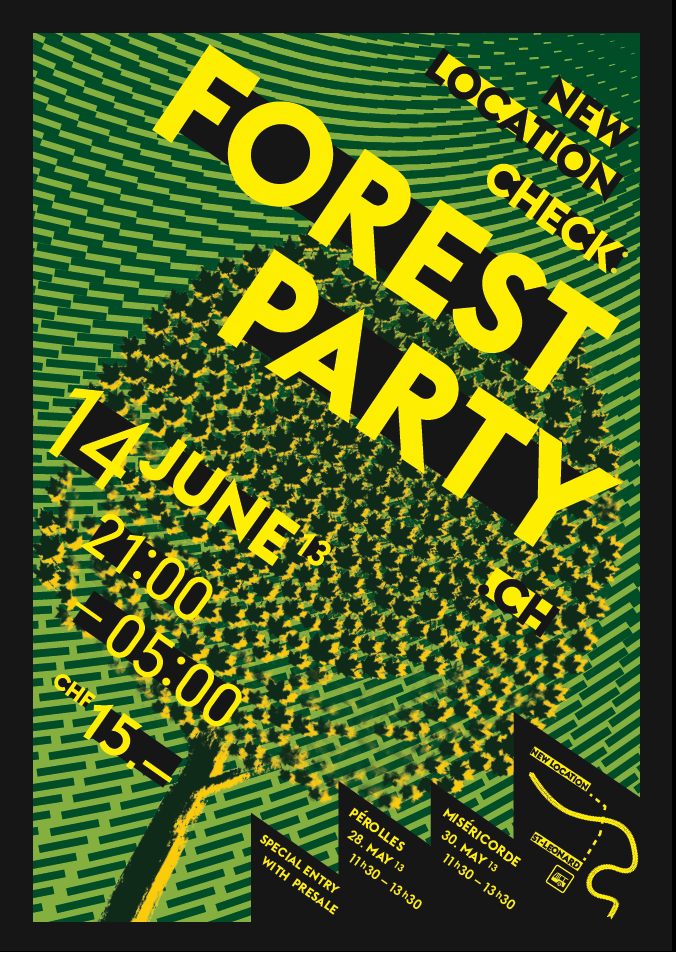 NEW
LOCATION
CHECK:
FOREST
PARTY
.CH
14 JUNE 13
21:00
– 05:00
CHF 15.–
SPECIAL ENTRY
WITH PRESALE
PÉROLLES
28. MAY 13
11h30 – 13h30
MISÉRICORDE
30. MAY 13
11h30 – 13h30
NEW LOCATION
ST-LEONARD